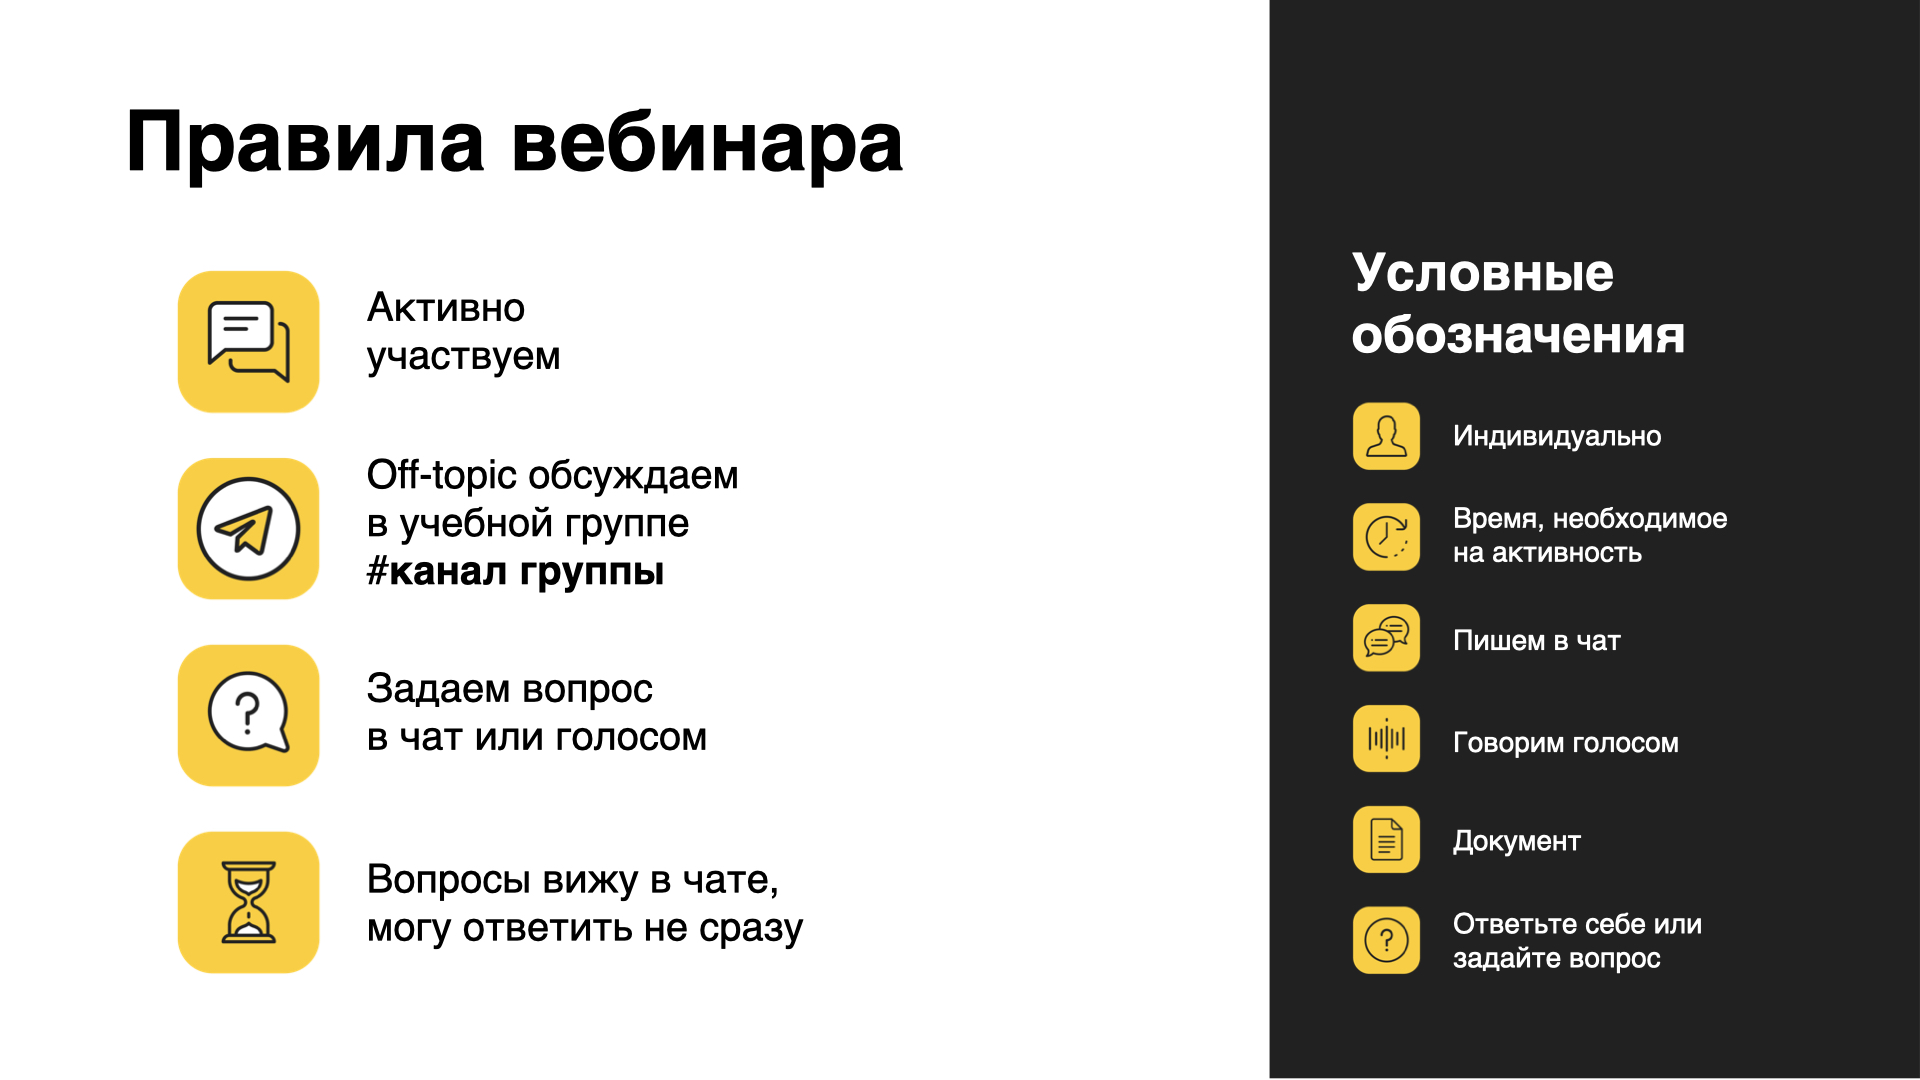 Правила вебинара
Активно
участвуем
Off-topic обсуждаем
в учебной группе
#канал группы
Задаем вопрос
в чат или голосом
Вопросы вижу в чате,
могу ответить не сразу
Условные
обозначения
Индивидуально
Время, необходимое
на активность
Пишем в чат
Говорим голосом
Документ
Ответьте себе или
задайте вопрос